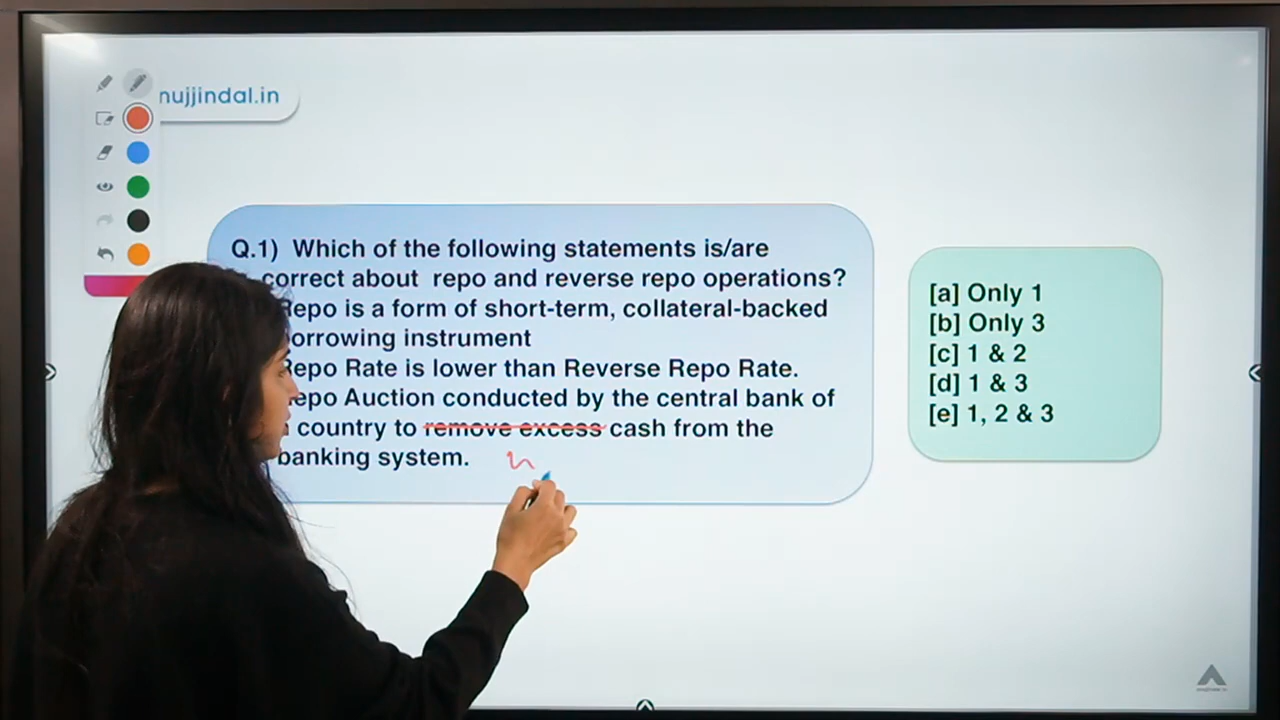 nujjindal.in
Q.1) Which of the following statements is/are
correct about repo and reverse repo operations?
Repo is a form of short-term, collateral-backed
borrowing instrument
Repo Rate is lower than Reverse Repo Rate.
Repo Auction conducted by the central bank of
country to remove excess cash from the
banking system.
[a] Only 1
[b] Only 3
[c] 1 & 2
[d] 1 & 3
[e] 1, 2 & 3